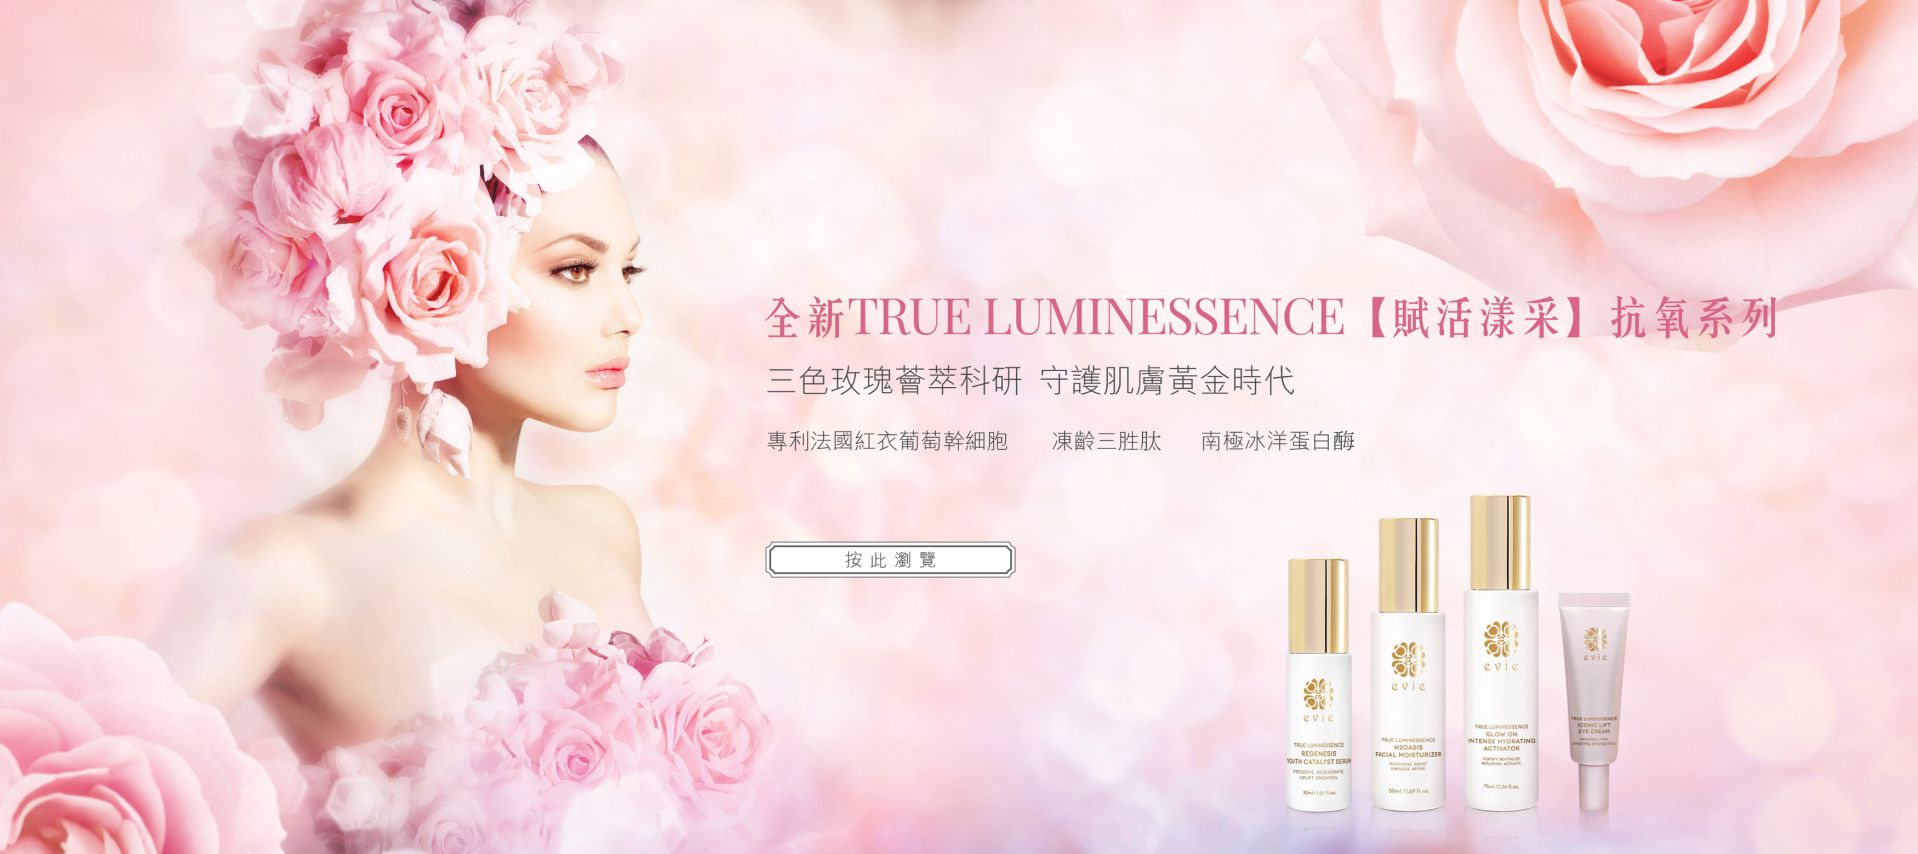 全新TRUE LUMINESSENCE【賦活漾采】抗氧系列
三色玫瑰薈萃科研 守護肌膚黃金時代
專利法國紅衣葡萄幹細胞 凍齡三胜肽 南極冰洋蛋白酶
按此瀏覽
evie
TRUE LUMINESSENCE
REGENESIS
YOUTH CATALYST SERUM
PRESERVE. REGENERATE.
UPLIFT. BRIGHTEN.
30ml/1.01 fl.oz.
evie
TRUE LUMINESSENCE
H2OASIS
FACIAL MOISTURIZER
MOISTURIZE. BOOST
ENERGIZE. REFINE
50ml/1.69 fl.oz.
evie
TRUE LUMINESSENCE
GLOW ON
INTENSE HYDRATING
ACTIVATOR
FORTIFY. REVITALIZE.
REPLENISH. ACTIVATE.
75ml/2.54 fl.oz.
evie
TRUE LUMINESSENCE
ICONIC LIFT
EYE CREAM
BRIGHTEN. FIRM.
SMOOTH. STRENGTHEN.